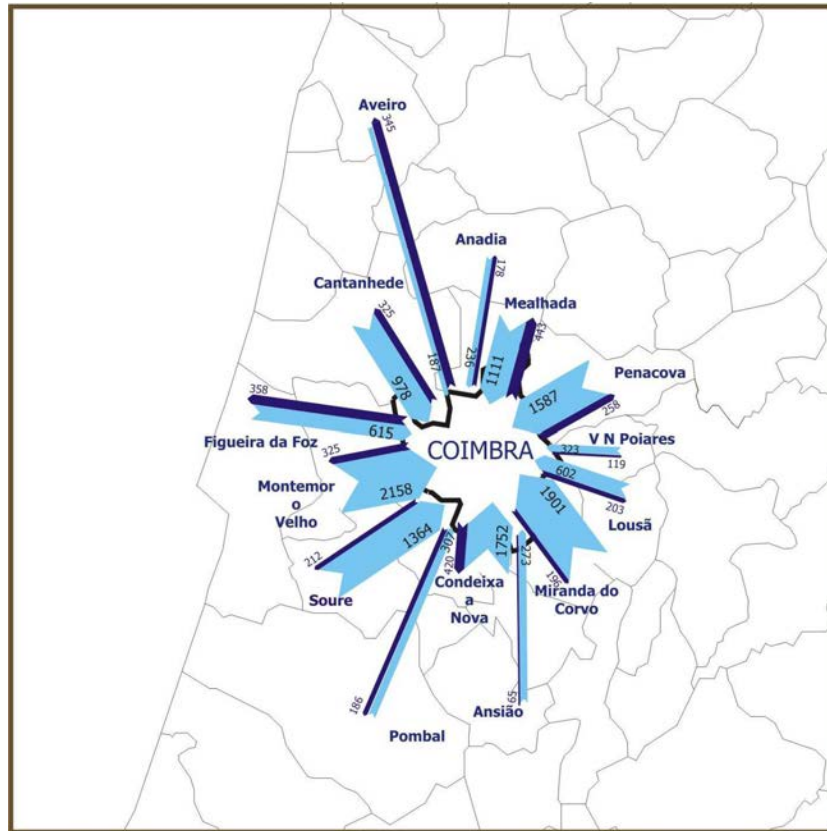 Aveiro
345
187
Anadia
178
236
Cantanhede
325
978
Mealhada
443
1111
Penacova
1587
258
358
615
Figueira da Foz
COIMBRA
V N Poiares
323
119
602
203
Lousã
325
2158
Montemor
o
Velho
1901
196
Miranda do
Corvo
1364
212
Soure
307
186
Pombal
420
1752
Condeixa
a
Nova
273
65
Ansião